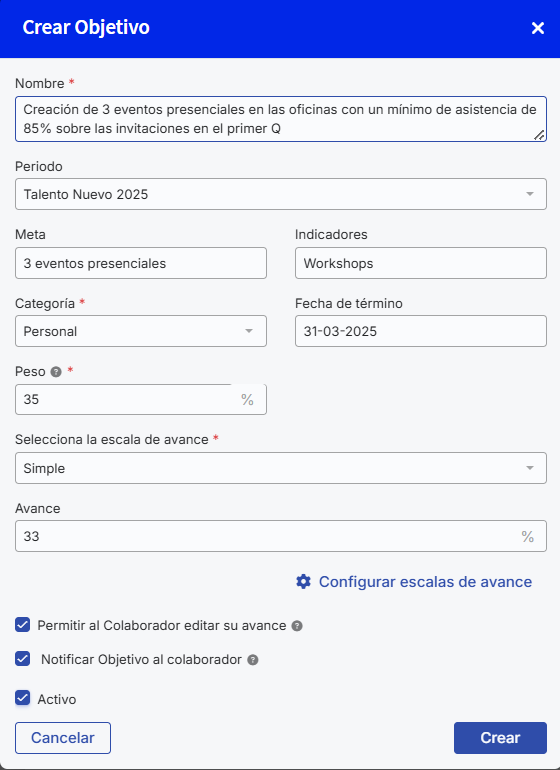 Crear Objetivo
Nombre *
Creación de 3 eventos presenciales en las oficinas con un mínimo de asistencia de
85% sobre las invitaciones en el primer Q
Periodo
Talento Nuevo 2025
Meta
Indicadores
3 eventos presenciales
Workshops
Categoría *
Fecha de término
Personal
31-03-2025
Peso ? *
35 %
Selecciona la escala de avance *
Simple
Avance
33 %
Configurar escalas de avance
Permitir al Colaborador editar su avance ?
Notificar Objetivo al colaborador ?
Activo
Cancelar
Crear